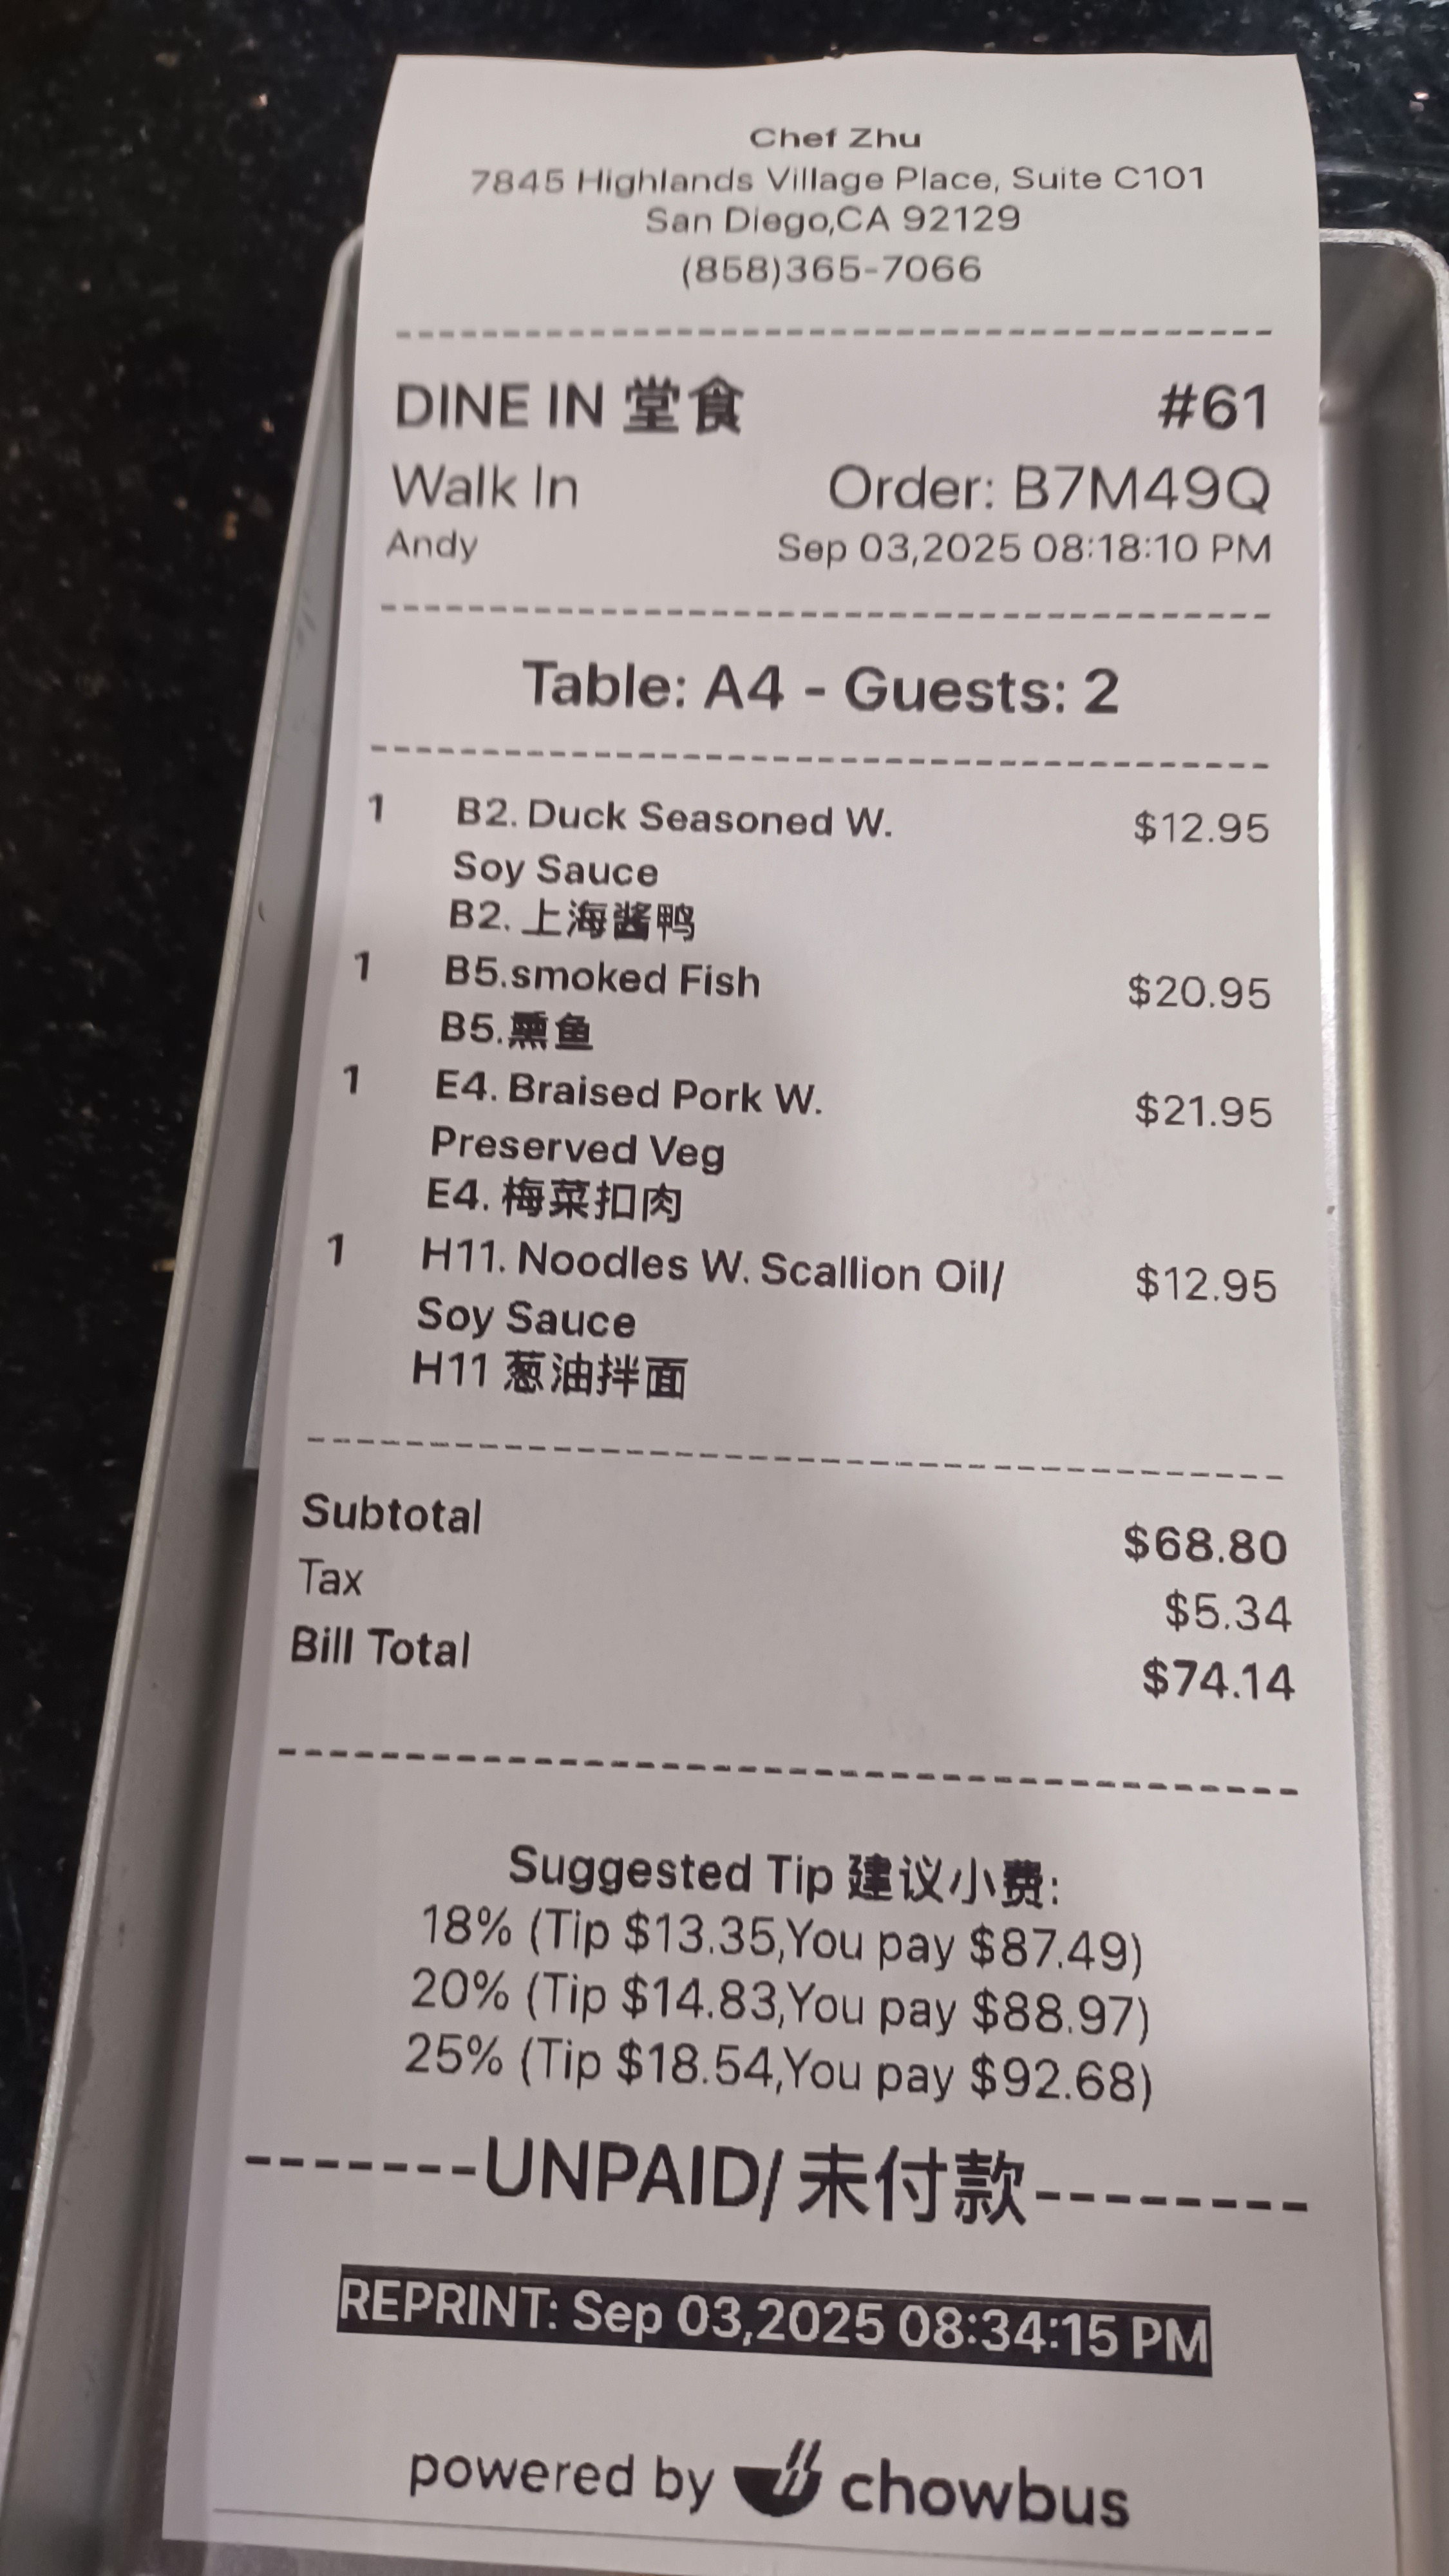 Chef Zhu
7845 Highlands Village Place, Suite C101
San Diego,CA 92129
(858)365-7066
DINE IN 堂食 #61
Walk In Order: B7M49Q
Andy Sep 03,2025 08:18:10 PM
Table: A4 - Guests: 2
1 B2. Duck Seasoned W. $12.95
Soy Sauce
B2. 上海酱鸭
1 B5.smoked Fish $20.95
B5.熏鱼
1 E4. Braised Pork W. $21.95
Preserved Veg
E4. 梅菜扣肉
1 H11. Noodles W. Scallion Oil/ $12.95
Soy Sauce
H11 葱油拌面
Subtotal $68.80
Tax $5.34
Bill Total $74.14
Suggested Tip 建议小费:
18% (Tip $13.35,You pay $87.49)
20% (Tip $14.83,You pay $88.97)
25% (Tip $18.54,You pay $92.68)
-------UNPAID/ 未付款--------
REPRINT: Sep 03,2025 08:34:15 PM
powered by chowbus